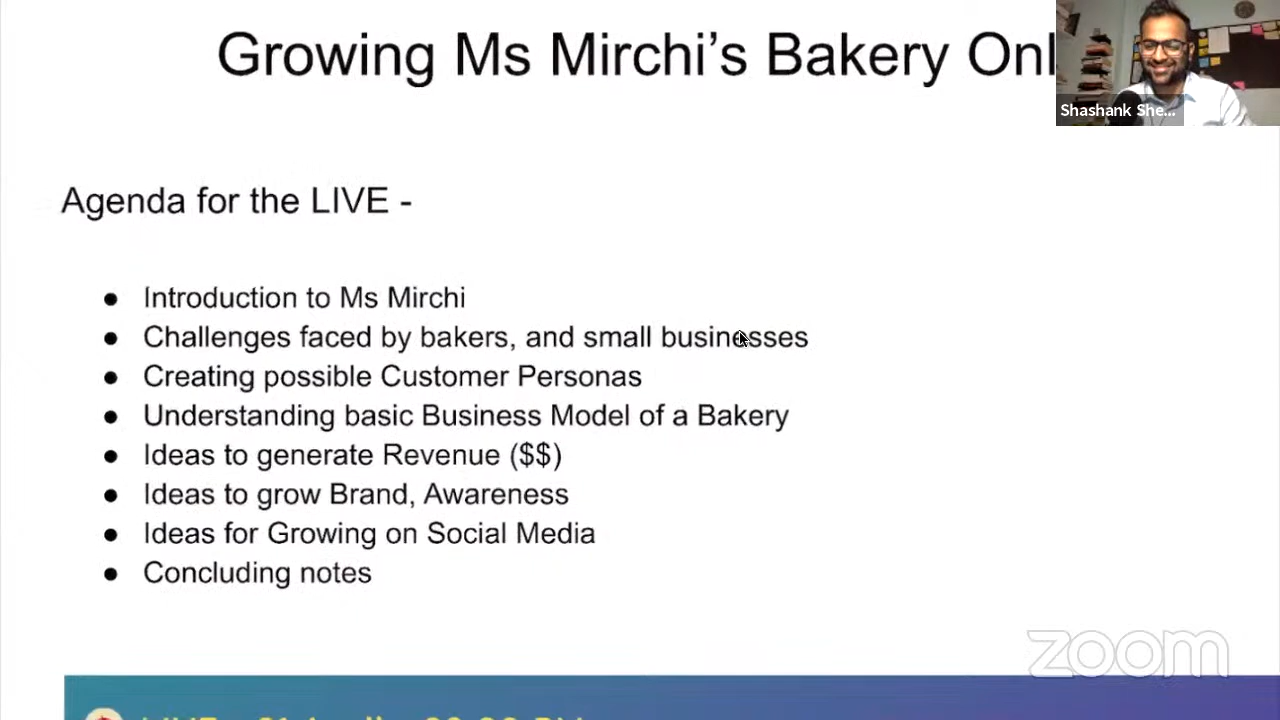 Growing Ms Mirchi's Bakery Onl
Shashank She...
Agenda for the LIVE -
● Introduction to Ms Mirchi
● Challenges faced by bakers, and small businesses
● Creating possible Customer Personas
● Understanding basic Business Model of a Bakery
● Ideas to generate Revenue ($$)
● Ideas to grow Brand, Awareness
● Ideas for Growing on Social Media
● Concluding notes
zoom